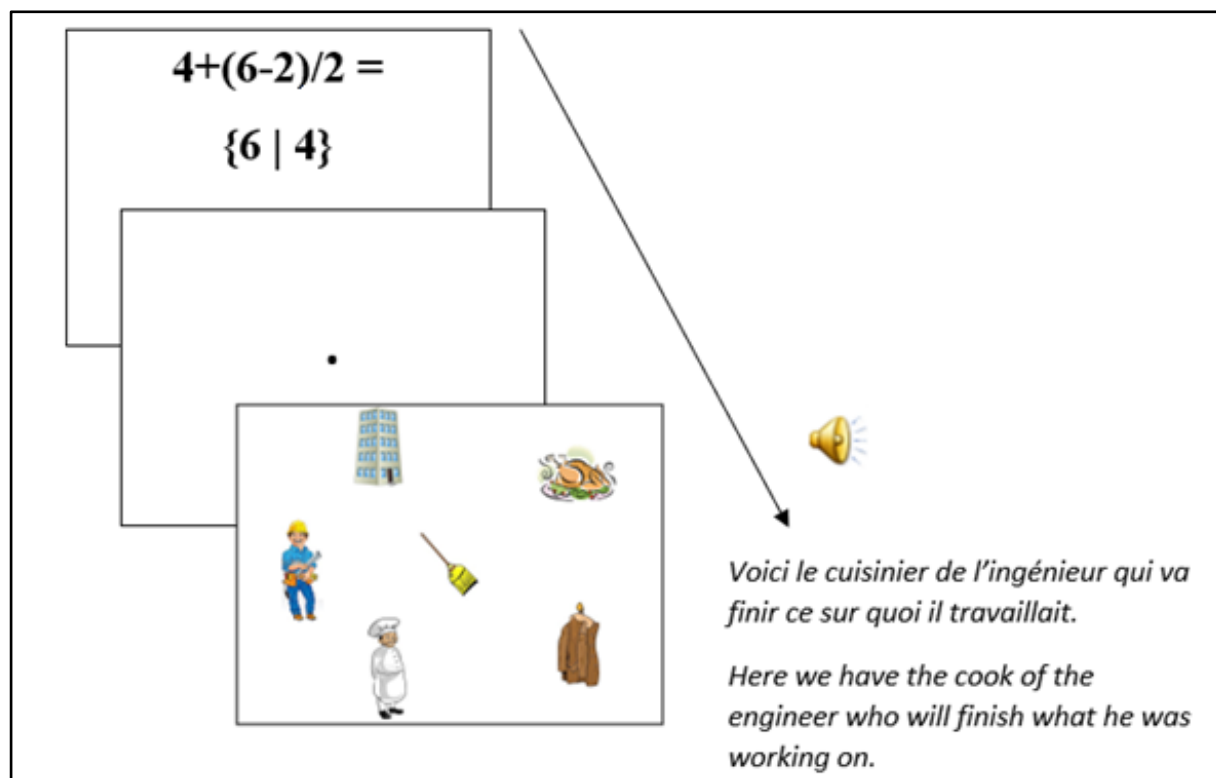 4+(6-2)/2 =
{6 | 4}
Voici le cuisinier de l'ingénieur qui va
finir ce sur quoi il travaillait.
Here we have the cook of the
engineer who will finish what he was
working on.